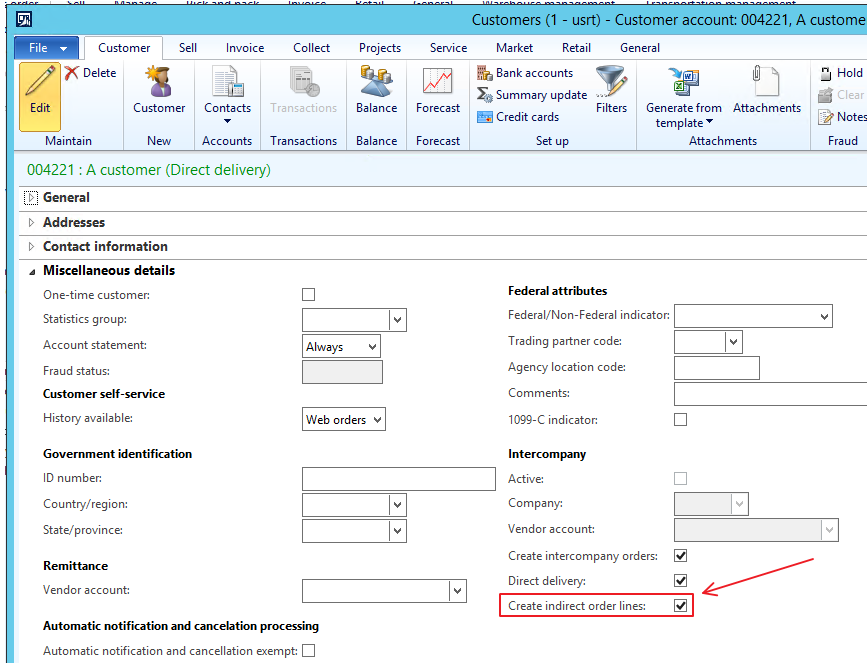 Customers (1 - usrt) - Customer account: 004221, A custome
File
Customer
Sell
Invoice
Collect
Projects
Service
Market
Retail
General
Edit
Delete
Maintain
Customer
New
Contacts
Accounts
Transactions
Transactions
Balance
Balance
Forecast
Forecast
Bank accounts
Summary update
Credit cards
Filters
Set up
Generate from
template
Attachments
Attachments
Hold
Clear
Notes
Fraud
004221 : A customer (Direct delivery)
General
Addresses
Contact information
Miscellaneous details
One-time customer:
Statistics group:
Account statement: Always
Fraud status:
Customer self-service
History available: Web orders
Government identification
ID number:
Country/region:
State/province:
Remittance
Vendor account:
Automatic notification and cancelation processing
Automatic notification and cancellation exempt:
Federal attributes
Federal/Non-Federal indicator:
Trading partner code:
Agency location code:
Comments:
1099-C indicator:
Intercompany
Active:
Company:
Vendor account:
Create intercompany orders:
Direct delivery:
Create indirect order lines: